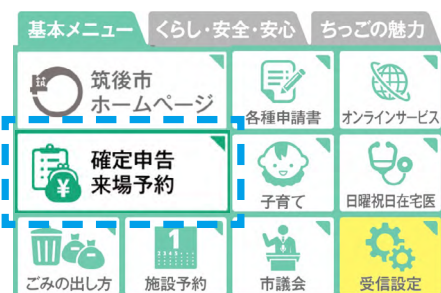 基本メニュー
くらし・安全・安心
ちっごの魅力
筑後市
ホームページ
各種申請書
オンラインサービス
確定申告
来場予約
¥
子育て
日曜祝日在宅医
ごみの出し方
1
施設予約
市議会
受信設定